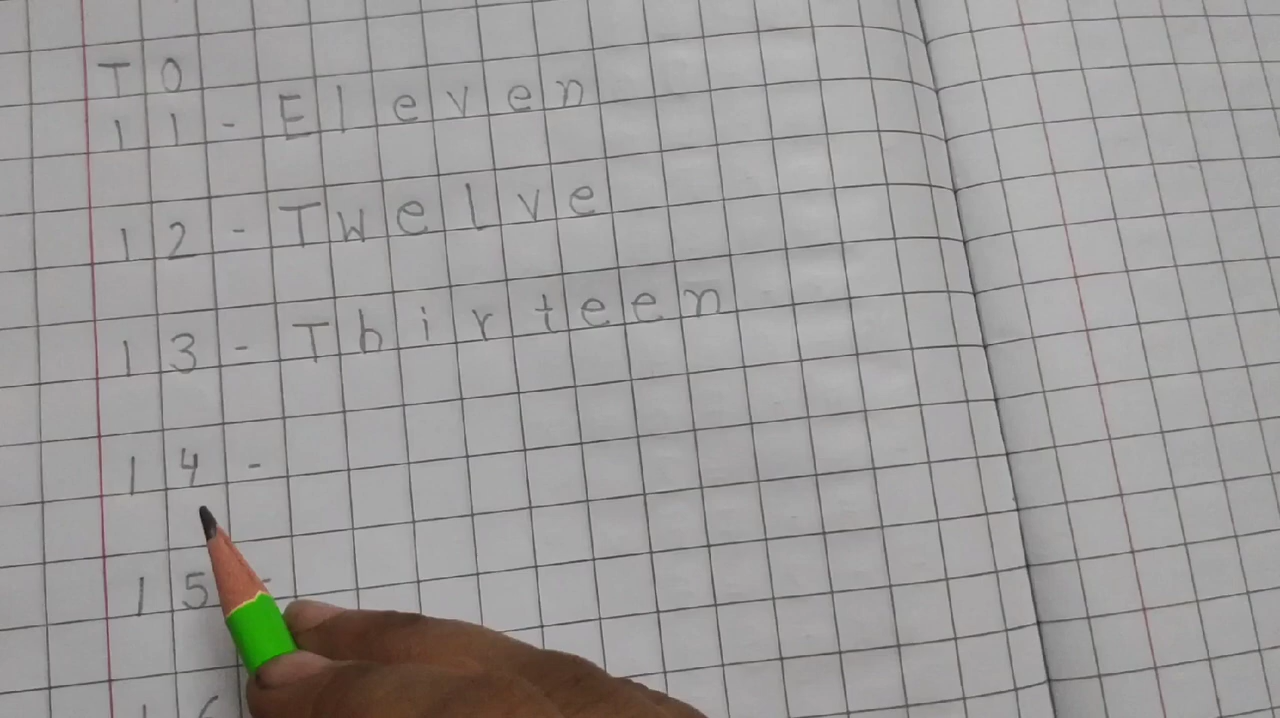 T O
11 - Eleven
12 - Twelve
13 - Thirteen
14 -
15 -